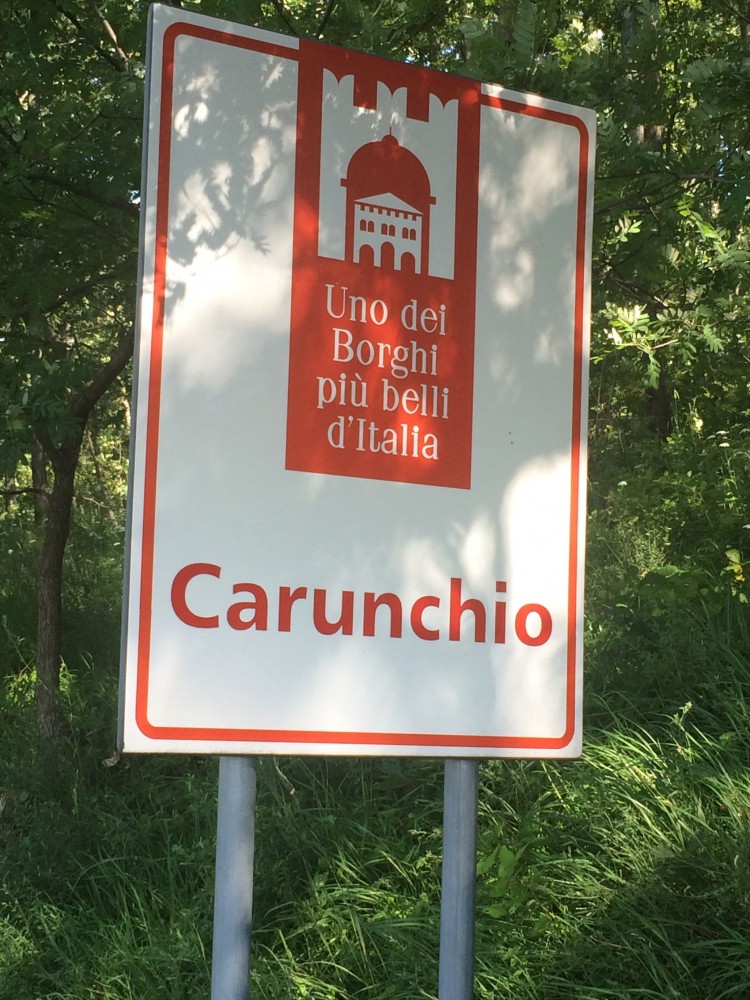 Uno dei
Borghi
più belli
d'Italia
Carunchio